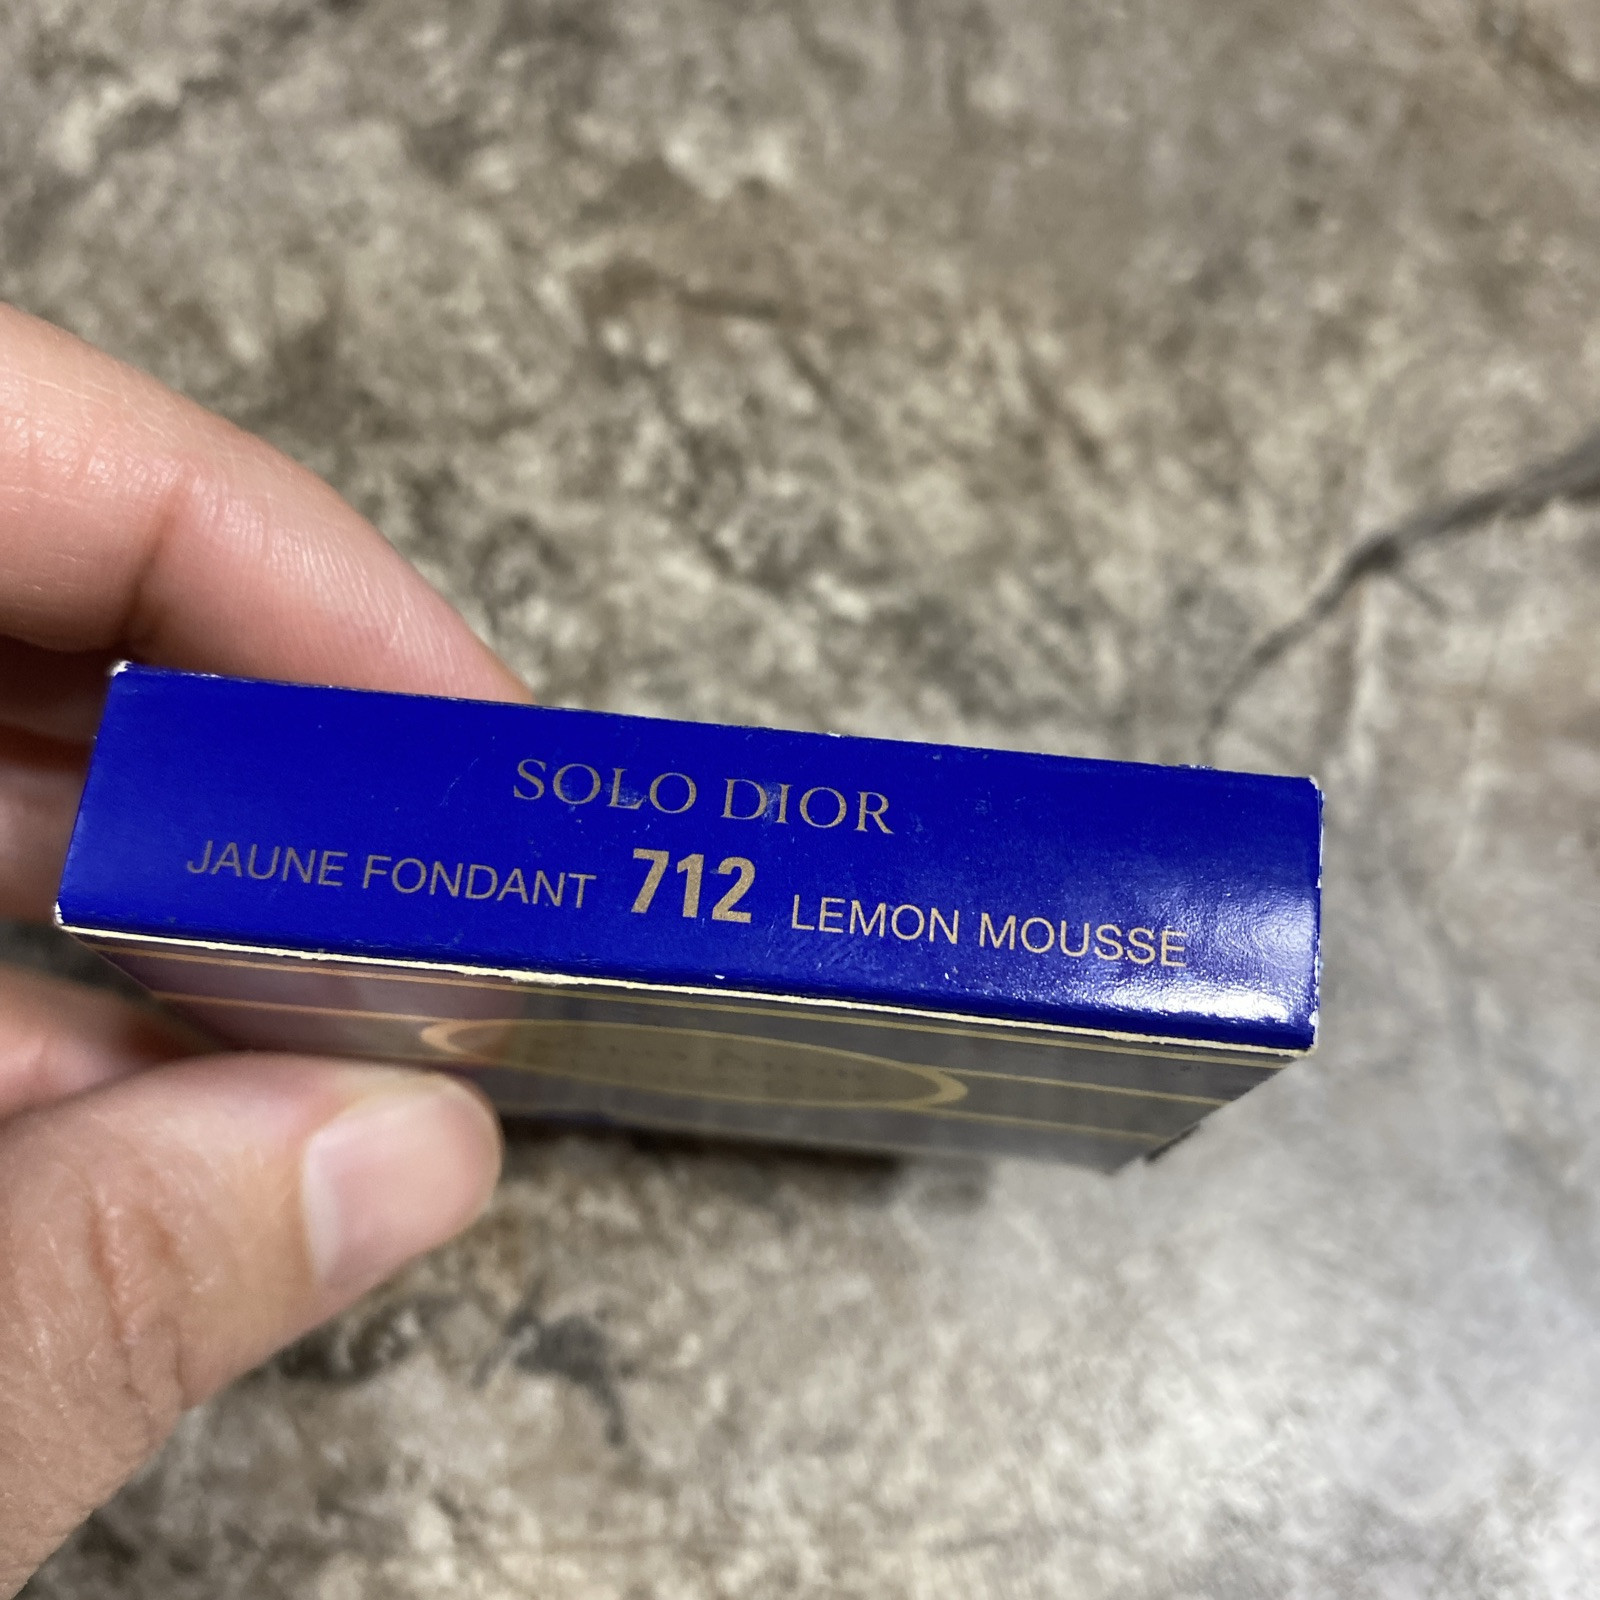 SOLO DIOR
JAUNE FONDANT 712 LEMON MOUSSE